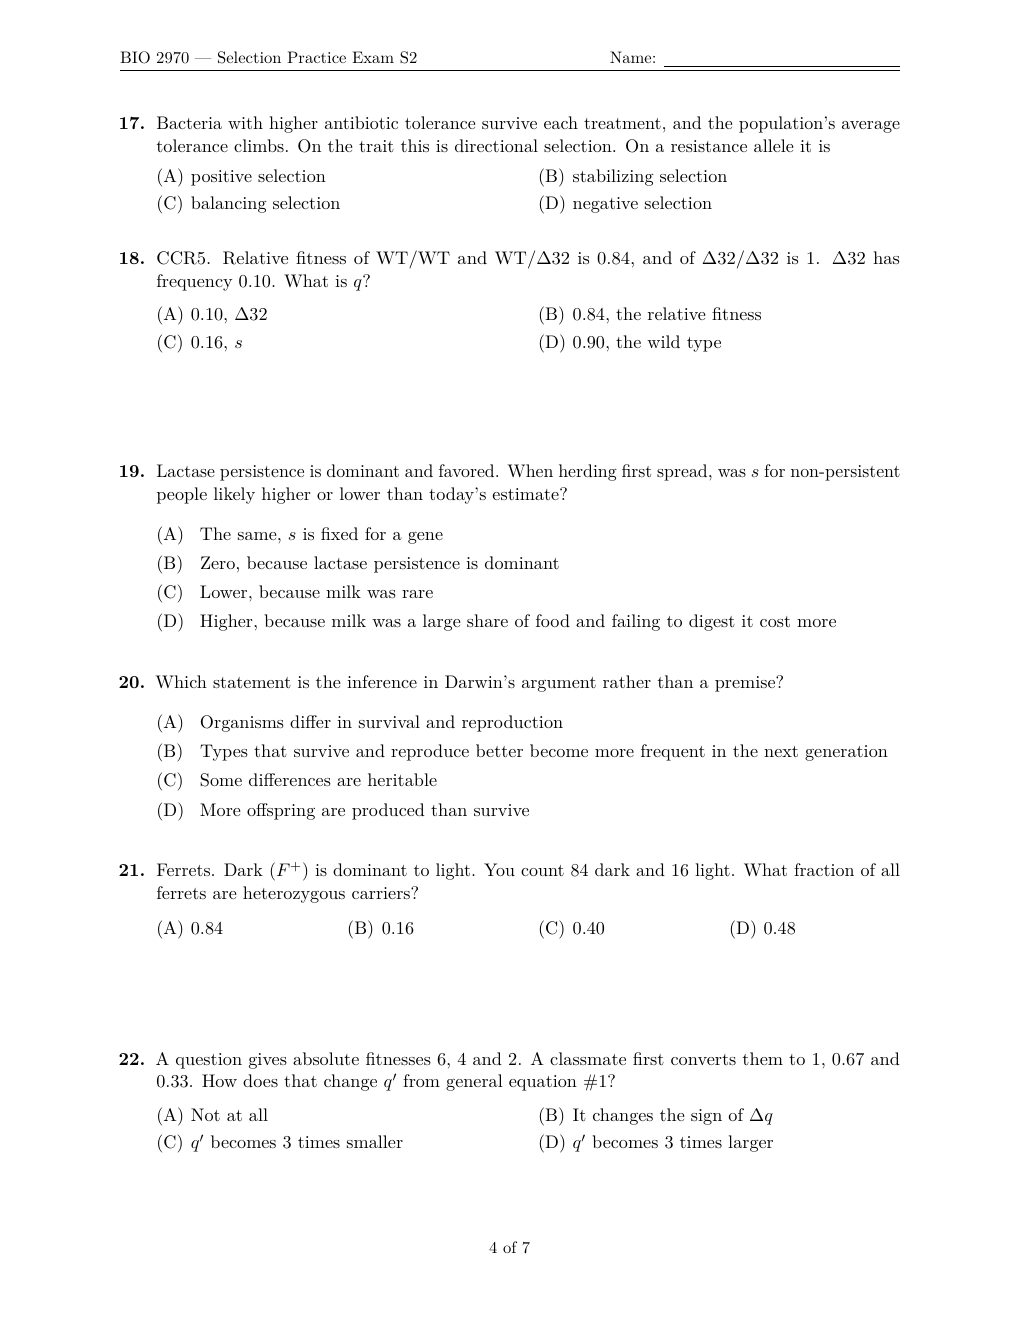 BIO 2970 — Selection Practice Exam S2 Name:
17. Bacteria with higher antibiotic tolerance survive each treatment, and the population's average
tolerance climbs. On the trait this is directional selection. On a resistance allele it is
(A) positive selection (B) stabilizing selection
(C) balancing selection (D) negative selection
18. CCR5. Relative fitness of WT/WT and WT/Δ32 is 0.84, and of Δ32/Δ32 is 1. Δ32 has
frequency 0.10. What is q?
(A) 0.10, Δ32 (B) 0.84, the relative fitness
(C) 0.16, s (D) 0.90, the wild type
19. Lactase persistence is dominant and favored. When herding first spread, was s for non-persistent
people likely higher or lower than today's estimate?
(A) The same, s is fixed for a gene
(B) Zero, because lactase persistence is dominant
(C) Lower, because milk was rare
(D) Higher, because milk was a large share of food and failing to digest it cost more
20. Which statement is the inference in Darwin's argument rather than a premise?
(A) Organisms differ in survival and reproduction
(B) Types that survive and reproduce better become more frequent in the next generation
(C) Some differences are heritable
(D) More offspring are produced than survive
21. Ferrets. Dark (F⁺) is dominant to light. You count 84 dark and 16 light. What fraction of all
ferrets are heterozygous carriers?
(A) 0.84 (B) 0.16 (C) 0.40 (D) 0.48
22. A question gives absolute fitnesses 6, 4 and 2. A classmate first converts them to 1, 0.67 and
0.33. How does that change q′ from general equation #1?
(A) Not at all (B) It changes the sign of Δq
(C) q′ becomes 3 times smaller (D) q′ becomes 3 times larger
4 of 7